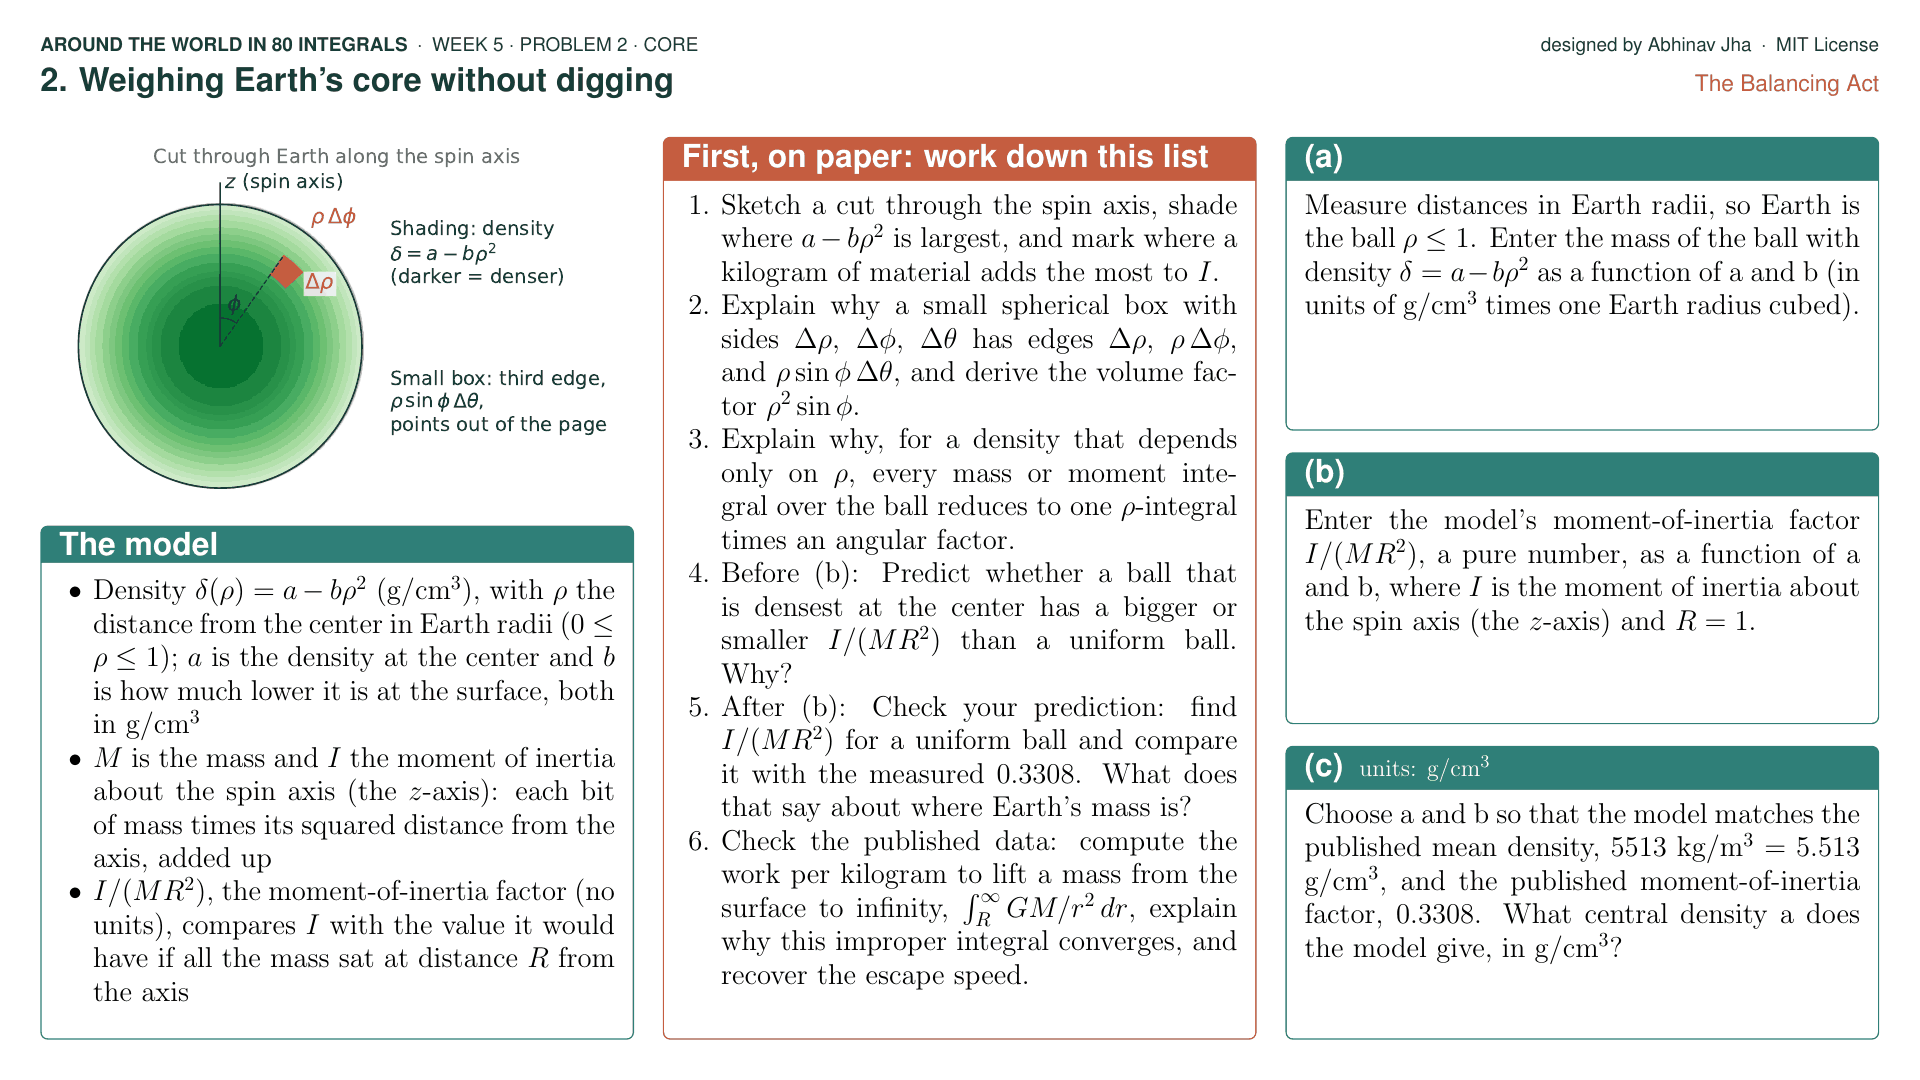 AROUND THE WORLD IN 80 INTEGRALS · WEEK 5 · PROBLEM 2 · CORE
designed by Abhinav Jha · MIT License
2. Weighing Earth’s core without digging
The Balancing Act
Cut through Earth along the spin axis
z (spin axis)
ρ Δϕ
Δρ
ϕ
Shading: density
δ = a − bρ²
(darker = denser)
Small box: third edge,
ρ sin ϕ Δθ,
points out of the page
The model
• Density δ(ρ) = a − bρ² (g/cm³), with ρ the
distance from the center in Earth radii (0 ≤
ρ ≤ 1); a is the density at the center and b
is how much lower it is at the surface, both
in g/cm³
• M is the mass and I the moment of inertia
about the spin axis (the z-axis): each bit
of mass times its squared distance from the
axis, added up
• I/(MR²), the moment-of-inertia factor (no
units), compares I with the value it would
have if all the mass sat at distance R from
the axis
First, on paper: work down this list
1. Sketch a cut through the spin axis, shade
where a − bρ² is largest, and mark where a
kilogram of material adds the most to I.
2. Explain why a small spherical box with
sides Δρ, Δϕ, Δθ has edges Δρ, ρ Δϕ,
and ρ sin ϕ Δθ, and derive the volume fac-
tor ρ² sin ϕ.
3. Explain why, for a density that depends
only on ρ, every mass or moment inte-
gral over the ball reduces to one ρ-integral
times an angular factor.
4. Before (b): Predict whether a ball that
is densest at the center has a bigger or
smaller I/(MR²) than a uniform ball.
Why?
5. After (b): Check your prediction: find
I/(MR²) for a uniform ball and compare
it with the measured 0.3308. What does
that say about where Earth’s mass is?
6. Check the published data: compute the
work per kilogram to lift a mass from the
surface to infinity, ∫_R^∞ GM/r² dr, explain
why this improper integral converges, and
recover the escape speed.
(a)
Measure distances in Earth radii, so Earth is
the ball ρ ≤ 1. Enter the mass of the ball with
density δ = a − bρ² as a function of a and b (in
units of g/cm³ times one Earth radius cubed).
(b)
Enter the model’s moment-of-inertia factor
I/(MR²), a pure number, as a function of a
and b, where I is the moment of inertia about
the spin axis (the z-axis) and R = 1.
(c) units: g/cm³
Choose a and b so that the model matches the
published mean density, 5513 kg/m³ = 5.513
g/cm³, and the published moment-of-inertia
factor, 0.3308. What central density a does
the model give, in g/cm³?